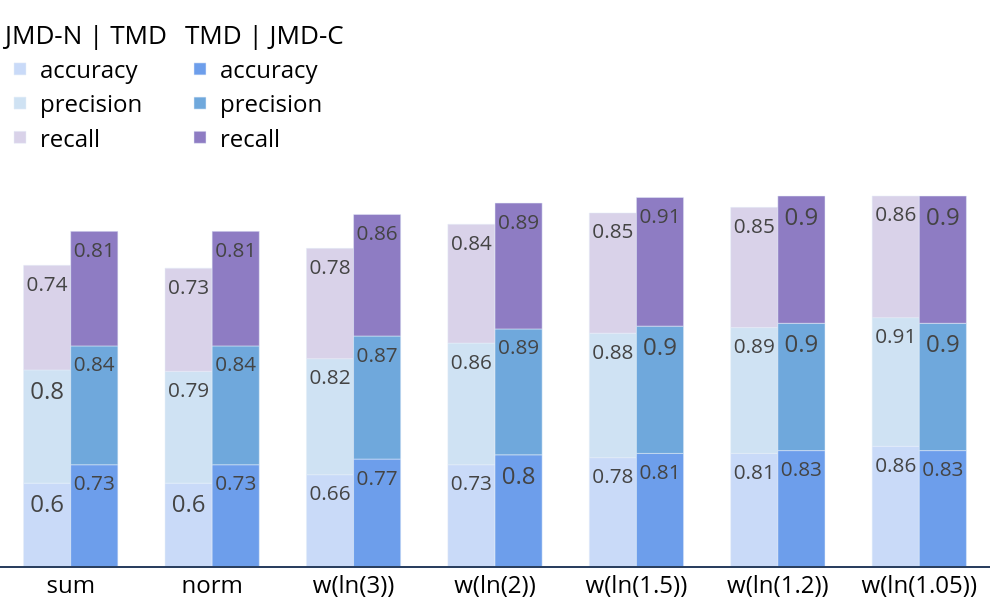 JMD-N | TMD TMD | JMD-C
accuracy accuracy
precision precision
recall recall
0.74 0.81 0.73 0.81 0.78 0.86 0.84 0.89 0.85 0.91 0.85 0.9 0.86 0.9
0.8 0.84 0.79 0.84 0.82 0.87 0.86 0.89 0.88 0.9 0.89 0.9 0.91 0.9
0.6 0.73 0.6 0.73 0.66 0.77 0.73 0.8 0.78 0.81 0.81 0.83 0.86 0.83
sum norm w(ln(3)) w(ln(2)) w(ln(1.5)) w(ln(1.2)) w(ln(1.05))